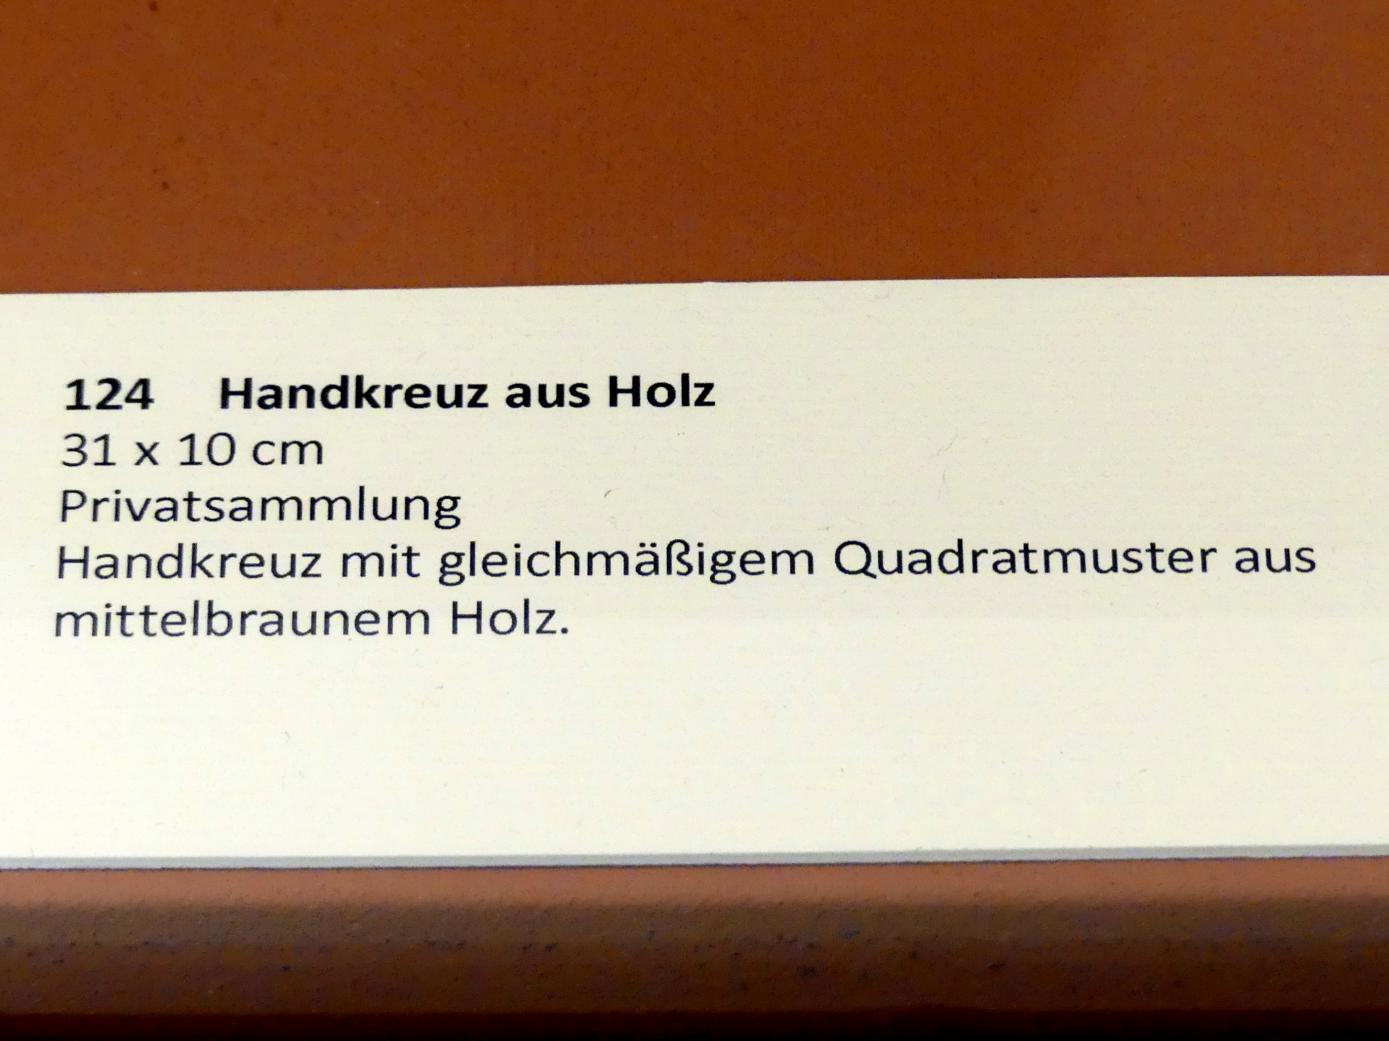 124 Handkreuz aus Holz
31 x 10 cm
Privatsammlung
Handkreuz mit gleichmäßigem Quadratmuster aus
mittelbraunem Holz.